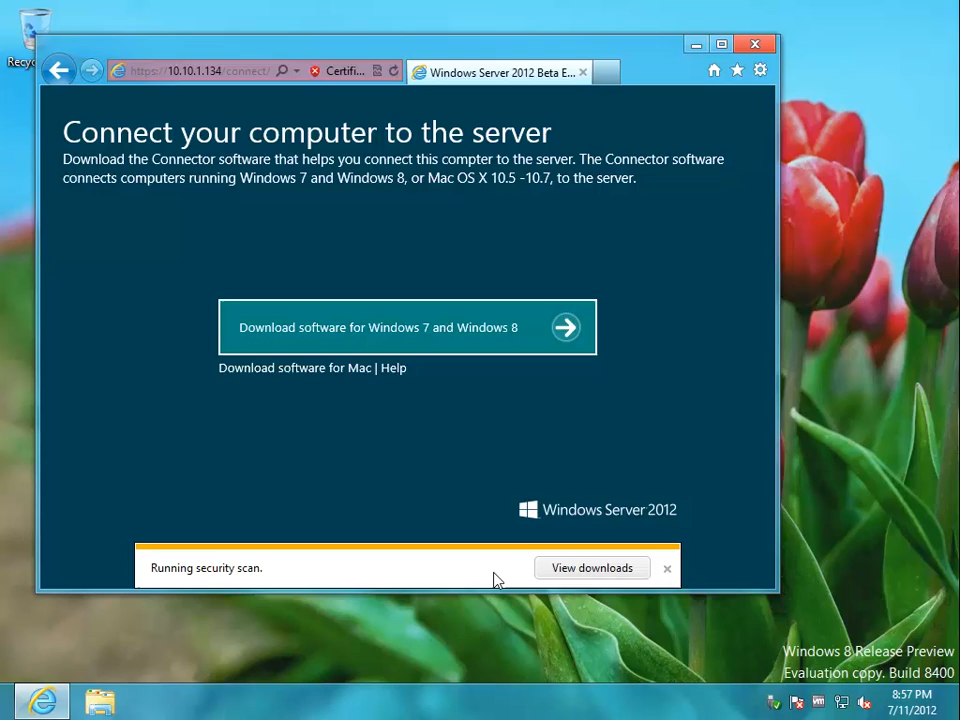 Recyc
https://10.10.1.134/connect/
Certifi...
Windows Server 2012 Beta E...
Connect your computer to the server
Download the Connector software that helps you connect this compter to the server. The Connector software
connects computers running Windows 7 and Windows 8, or Mac OS X 10.5 -10.7, to the server.
Download software for Windows 7 and Windows 8
Download software for Mac | Help
Windows Server 2012
Running security scan.
View downloads
Windows 8 Release Preview
Evaluation copy. Build 8400
8:57 PM
7/11/2012